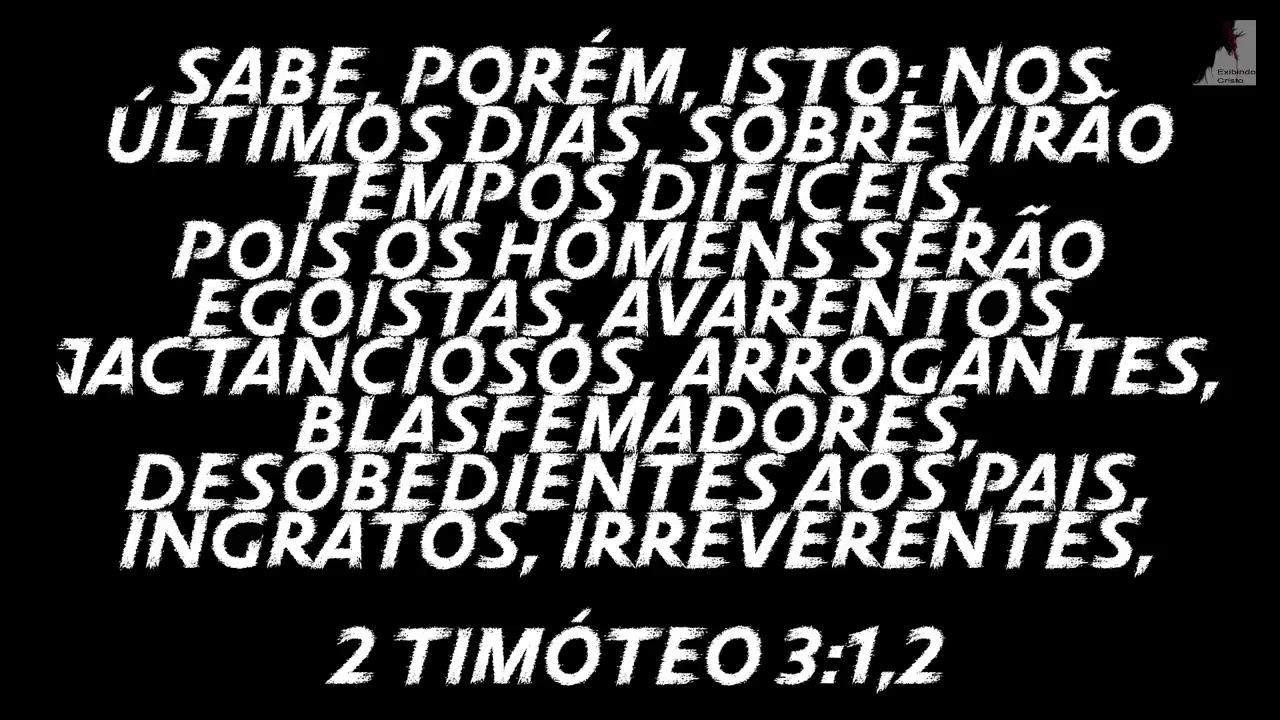 SABE, PORÉM, ISTO: NOS
ÚLTIMOS DIAS, SOBREVIRÃO
TEMPOS DIFICEIS,
POIS OS HOMENS SERÃO
EGOISTAS, AVARENTOS,
JACTANCIOSOS, ARROGANTES,
BLASFEMADORES,
DESOBEDIENTES AOS PAIS,
INGRATOS, IRREVERENTES,
2 TIMÓTEO 3:1,2
Exibindo
Cristo